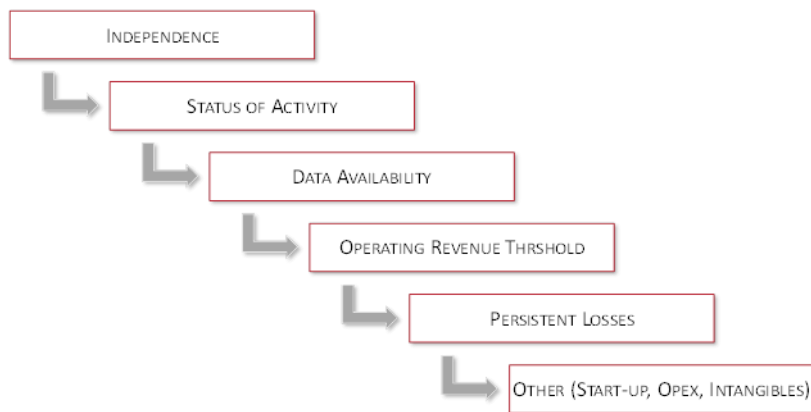 INDEPENDENCE
STATUS OF ACTIVITY
DATA AVAILABILITY
OPERATING REVENUE THRSHOLD
PERSISTENT LOSSES
OTHER (START-UP, OPEX, INTANGIBLES)